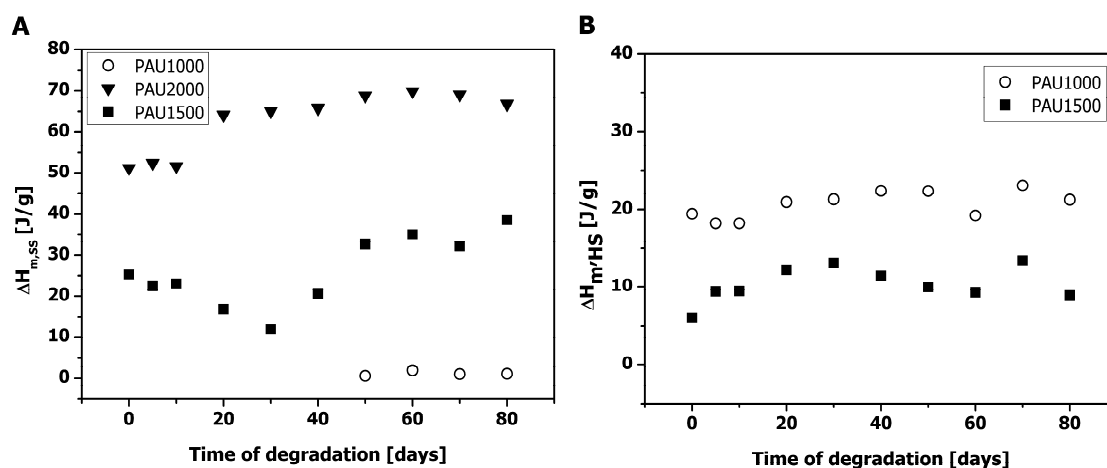 A
80
70
60
50
40
30
20
10
0
ΔHm,ss [J/g]
PAU1000
PAU2000
PAU1500
0 20 40 60 80
Time of degradation [days]
B
40
30
20
10
0
ΔHm,HS [J/g]
PAU1000
PAU1500
0 20 40 60 80
Time of degradation [days]